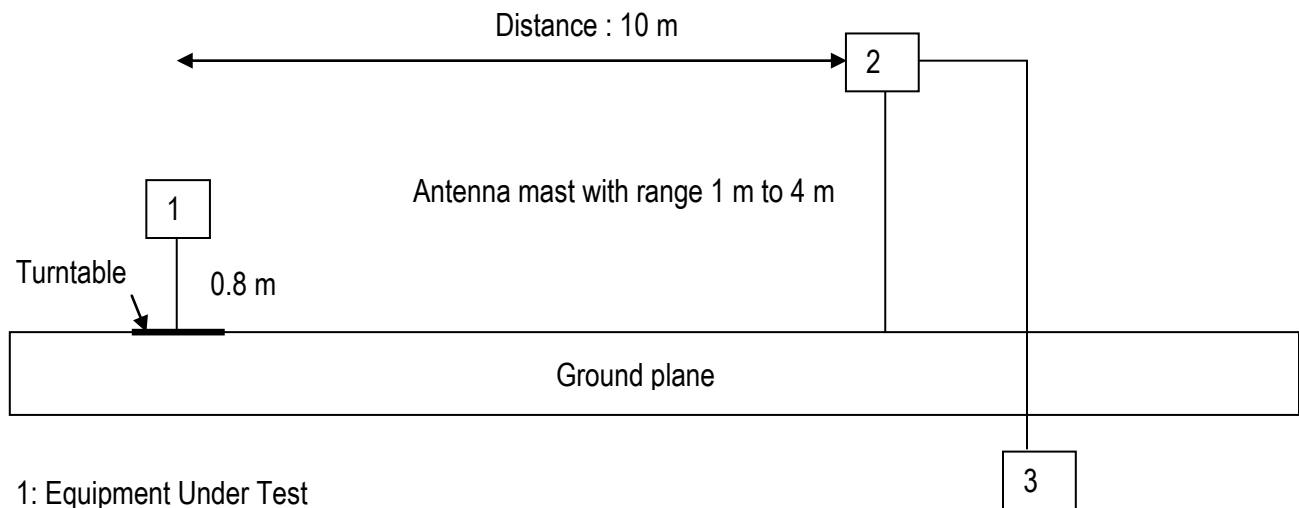 Distance : 10 m
2
Antenna mast with range 1 m to 4 m
1
Turntable
0.8 m
Ground plane
3
1: Equipment Under Test